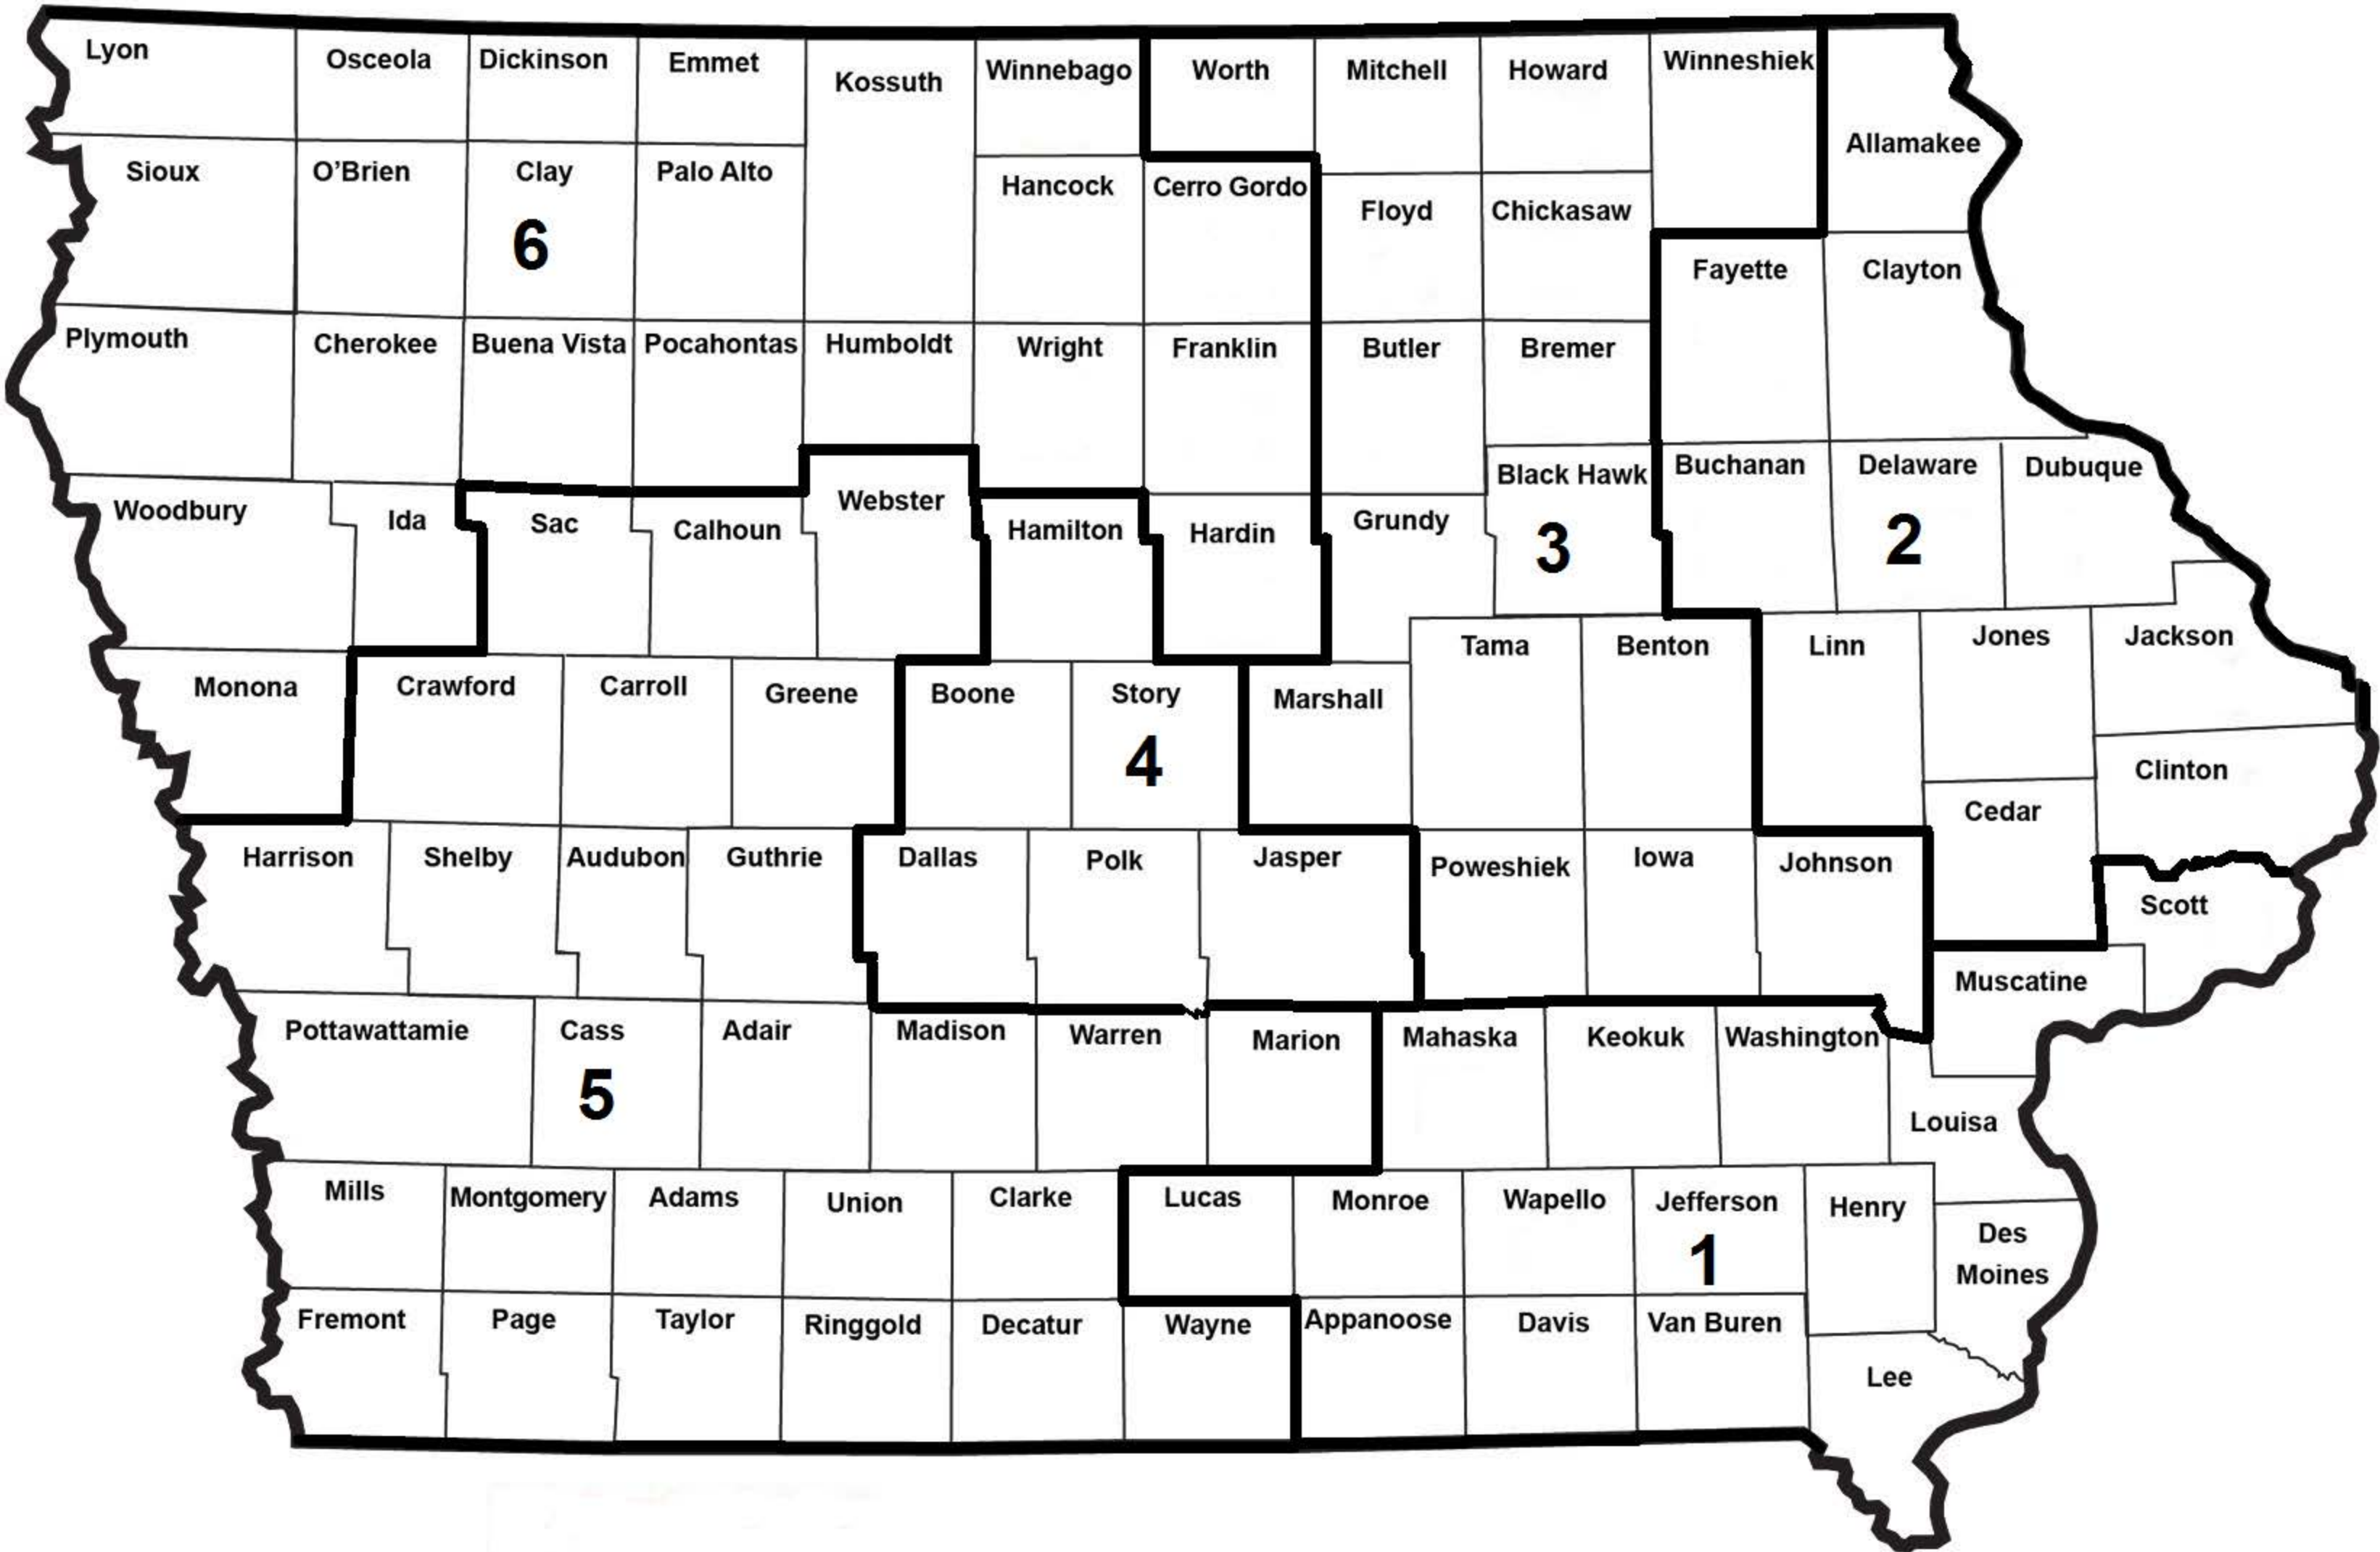 Lyon
Osceola
Dickinson
Emmet
Kossuth
Winnebago
Worth
Mitchell
Howard
Winneshiek
Allamakee
Sioux
O’Brien
Clay
Palo Alto
Hancock
Cerro Gordo
Floyd
Chickasaw
6
Fayette
Clayton
Plymouth
Cherokee
Buena Vista
Pocahontas
Humboldt
Wright
Franklin
Butler
Bremer
Woodbury
Ida
Sac
Calhoun
Webster
Hamilton
Hardin
Grundy
Black Hawk
Buchanan
Delaware
Dubuque
3
2
Monona
Crawford
Carroll
Greene
Boone
Story
Marshall
Tama
Benton
Linn
Jones
Jackson
4
Clinton
Cedar
Harrison
Shelby
Audubon
Guthrie
Dallas
Polk
Jasper
Poweshiek
Iowa
Johnson
Scott
Muscatine
Pottawattamie
Cass
Adair
Madison
Warren
Marion
Mahaska
Keokuk
Washington
5
Louisa
Mills
Montgomery
Adams
Union
Clarke
Lucas
Monroe
Wapello
Jefferson
Henry
1
Des
Moines
Fremont
Page
Taylor
Ringgold
Decatur
Wayne
Appanoose
Davis
Van Buren
Lee